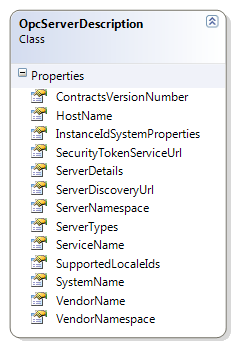 OpcServerDescription
Class
Properties
ContractsVersionNumber
HostName
InstanceIdSystemProperties
SecurityTokenServiceUrl
ServerDetails
ServerDiscoveryUrl
ServerNamespace
ServerTypes
ServiceName
SupportedLocaleIds
SystemName
VendorName
VendorNamespace